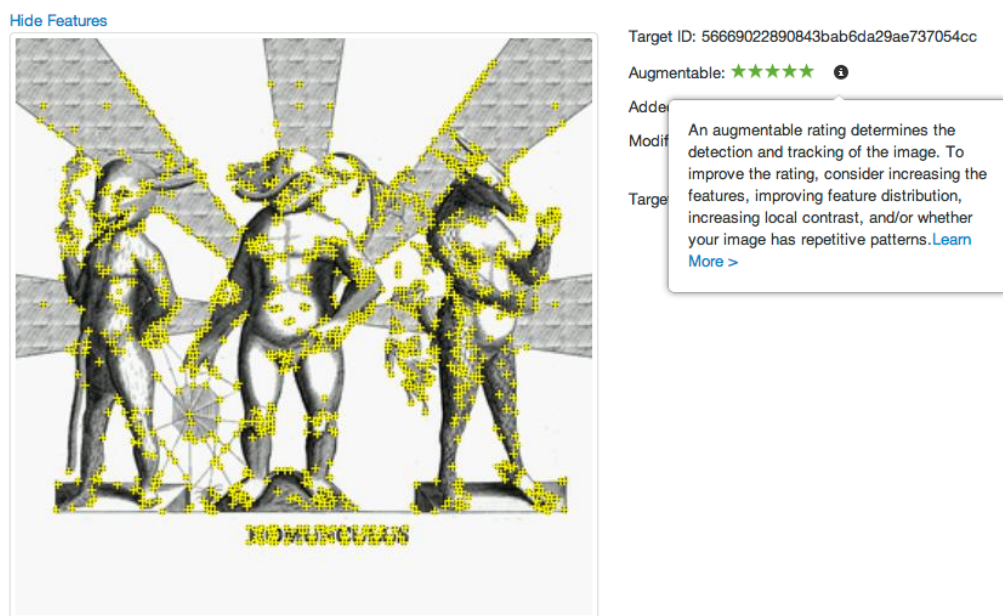 Hide Features
Target ID: 56669022890843bab6da29ae737054cc
Augmentable:
Added
Modif
Targe
An augmentable rating determines the
detection and tracking of the image. To
improve the rating, consider increasing the
features, improving feature distribution,
increasing local contrast, and/or whether
your image has repetitive patterns.Learn
More >
HOMUNCULUS